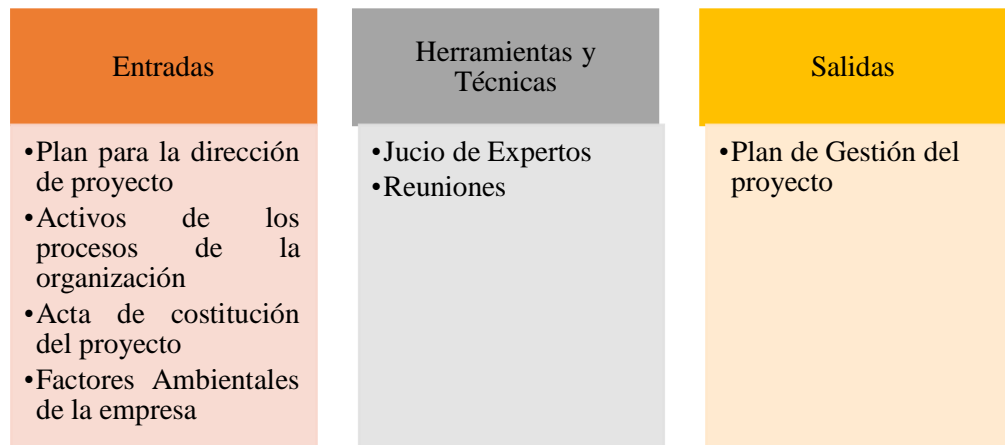 Entradas
•Plan para la dirección
de proyecto
•Activos de los
procesos de la
organización
•Acta de costitución
del proyecto
•Factores Ambientales
de la empresa
Herramientas y
Técnicas
•Jucio de Expertos
•Reuniones
Salidas
•Plan de Gestión del
proyecto